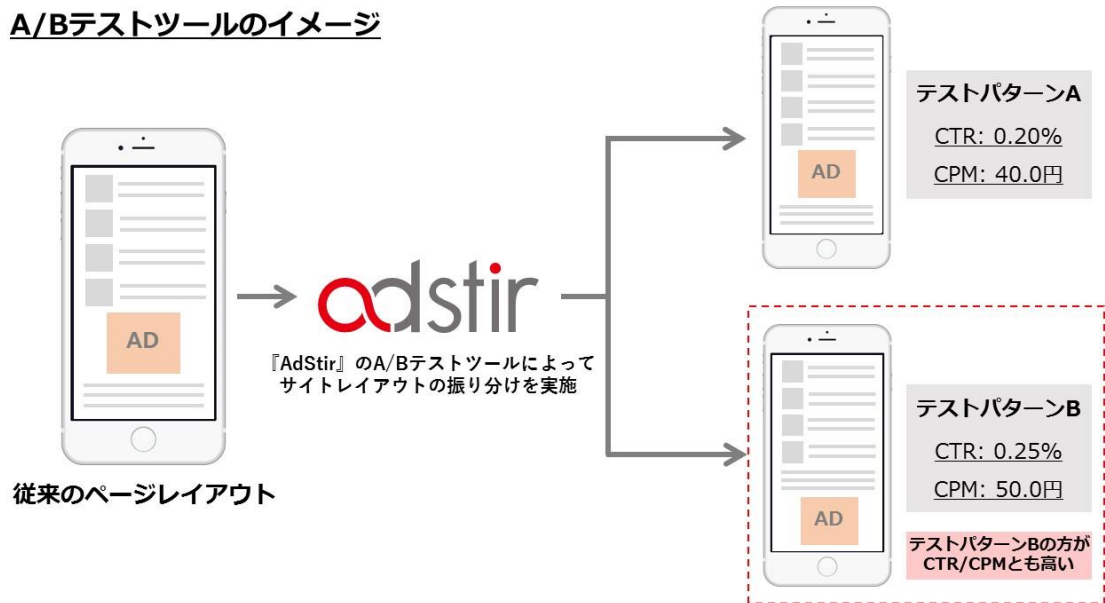 A/Bテストツールのイメージ
AD
従来のページレイアウト
adstir
『AdStir』のA/Bテストツールによって
サイトレイアウトの振り分けを実施
AD
テストパターンA
CTR: 0.20%
CPM: 40.0円
AD
テストパターンB
CTR: 0.25%
CPM: 50.0円
テストパターンBの方が
CTR/CPMとも高い